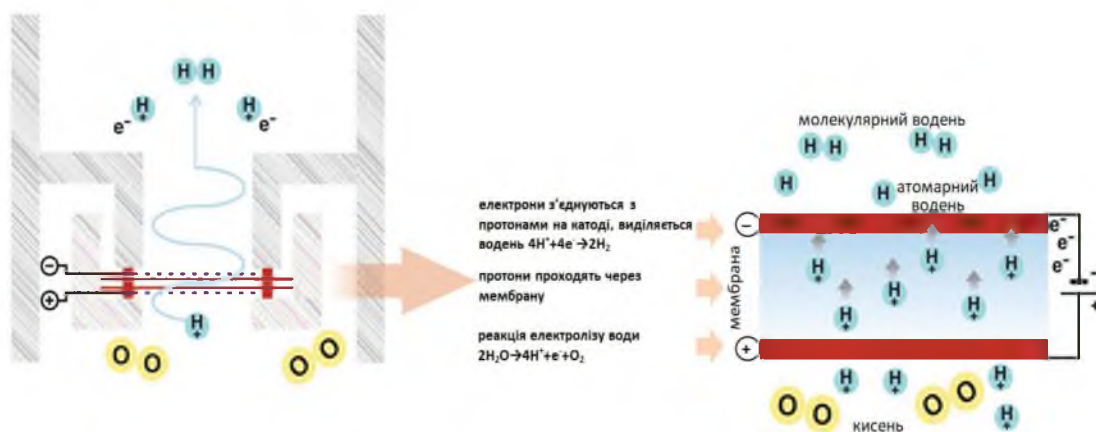 H H
H+
H+
e⁻
e⁻
−
+
H+
O O
O O
електрони з’єднуються з
протонами на катоді, виділяється
водень 4H⁺+4e⁻→2H₂
протони проходять через
мембрану
реакція електролізу води
2H₂O→4H⁺+e⁻+O₂
молекулярний водень
H H
H H
H
H
H
атомарний
водень
−
e⁻
e⁻
e⁻
мембрана
H+
H+
H+
H+
H+
H+
−
+
+
H+
H+
H+
O O
O O
H+
кисень